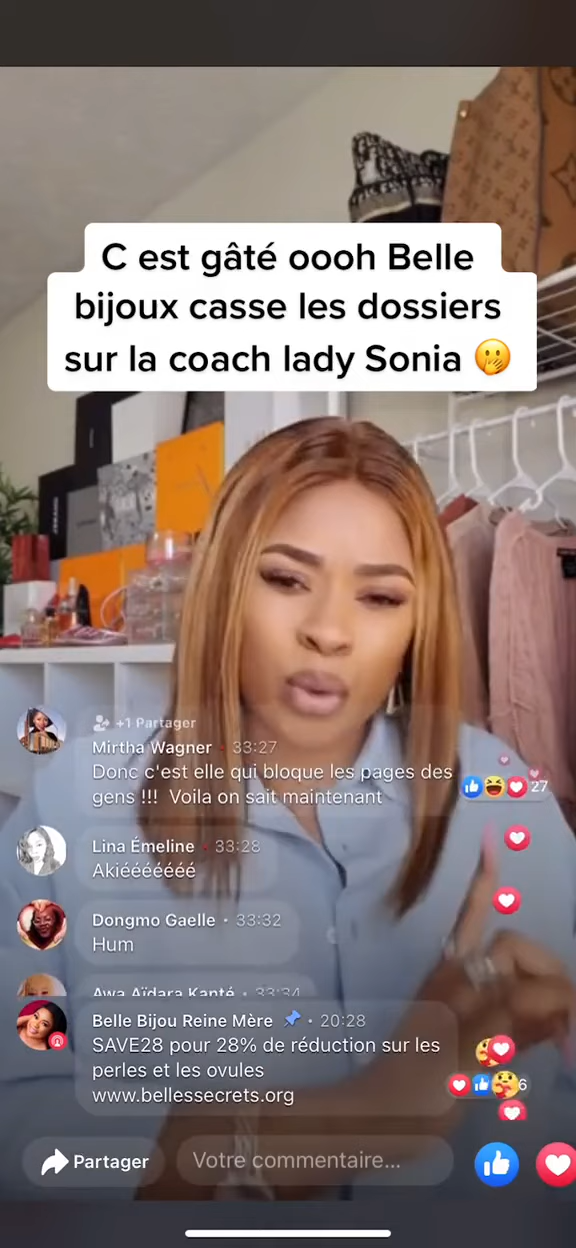 C est gâté oooh Belle
bijoux casse les dossiers
sur la coach lady Sonia 🫢
+1 Partager
Mirtha Wagner • 33:27
Donc c'est elle qui bloque les pages des
gens !!! Voila on sait maintenant
27
Lina Émeline • 33:28
Akiééééééé
Dongmo Gaelle • 33:32
Hum
Awa Aïdara Kanté • 33:34
Belle Bijou Reine Mère 📌 • 20:28
SAVE28 pour 28% de réduction sur les
perles et les ovules
www.bellessecrets.org
6
Partager
Votre commentaire...